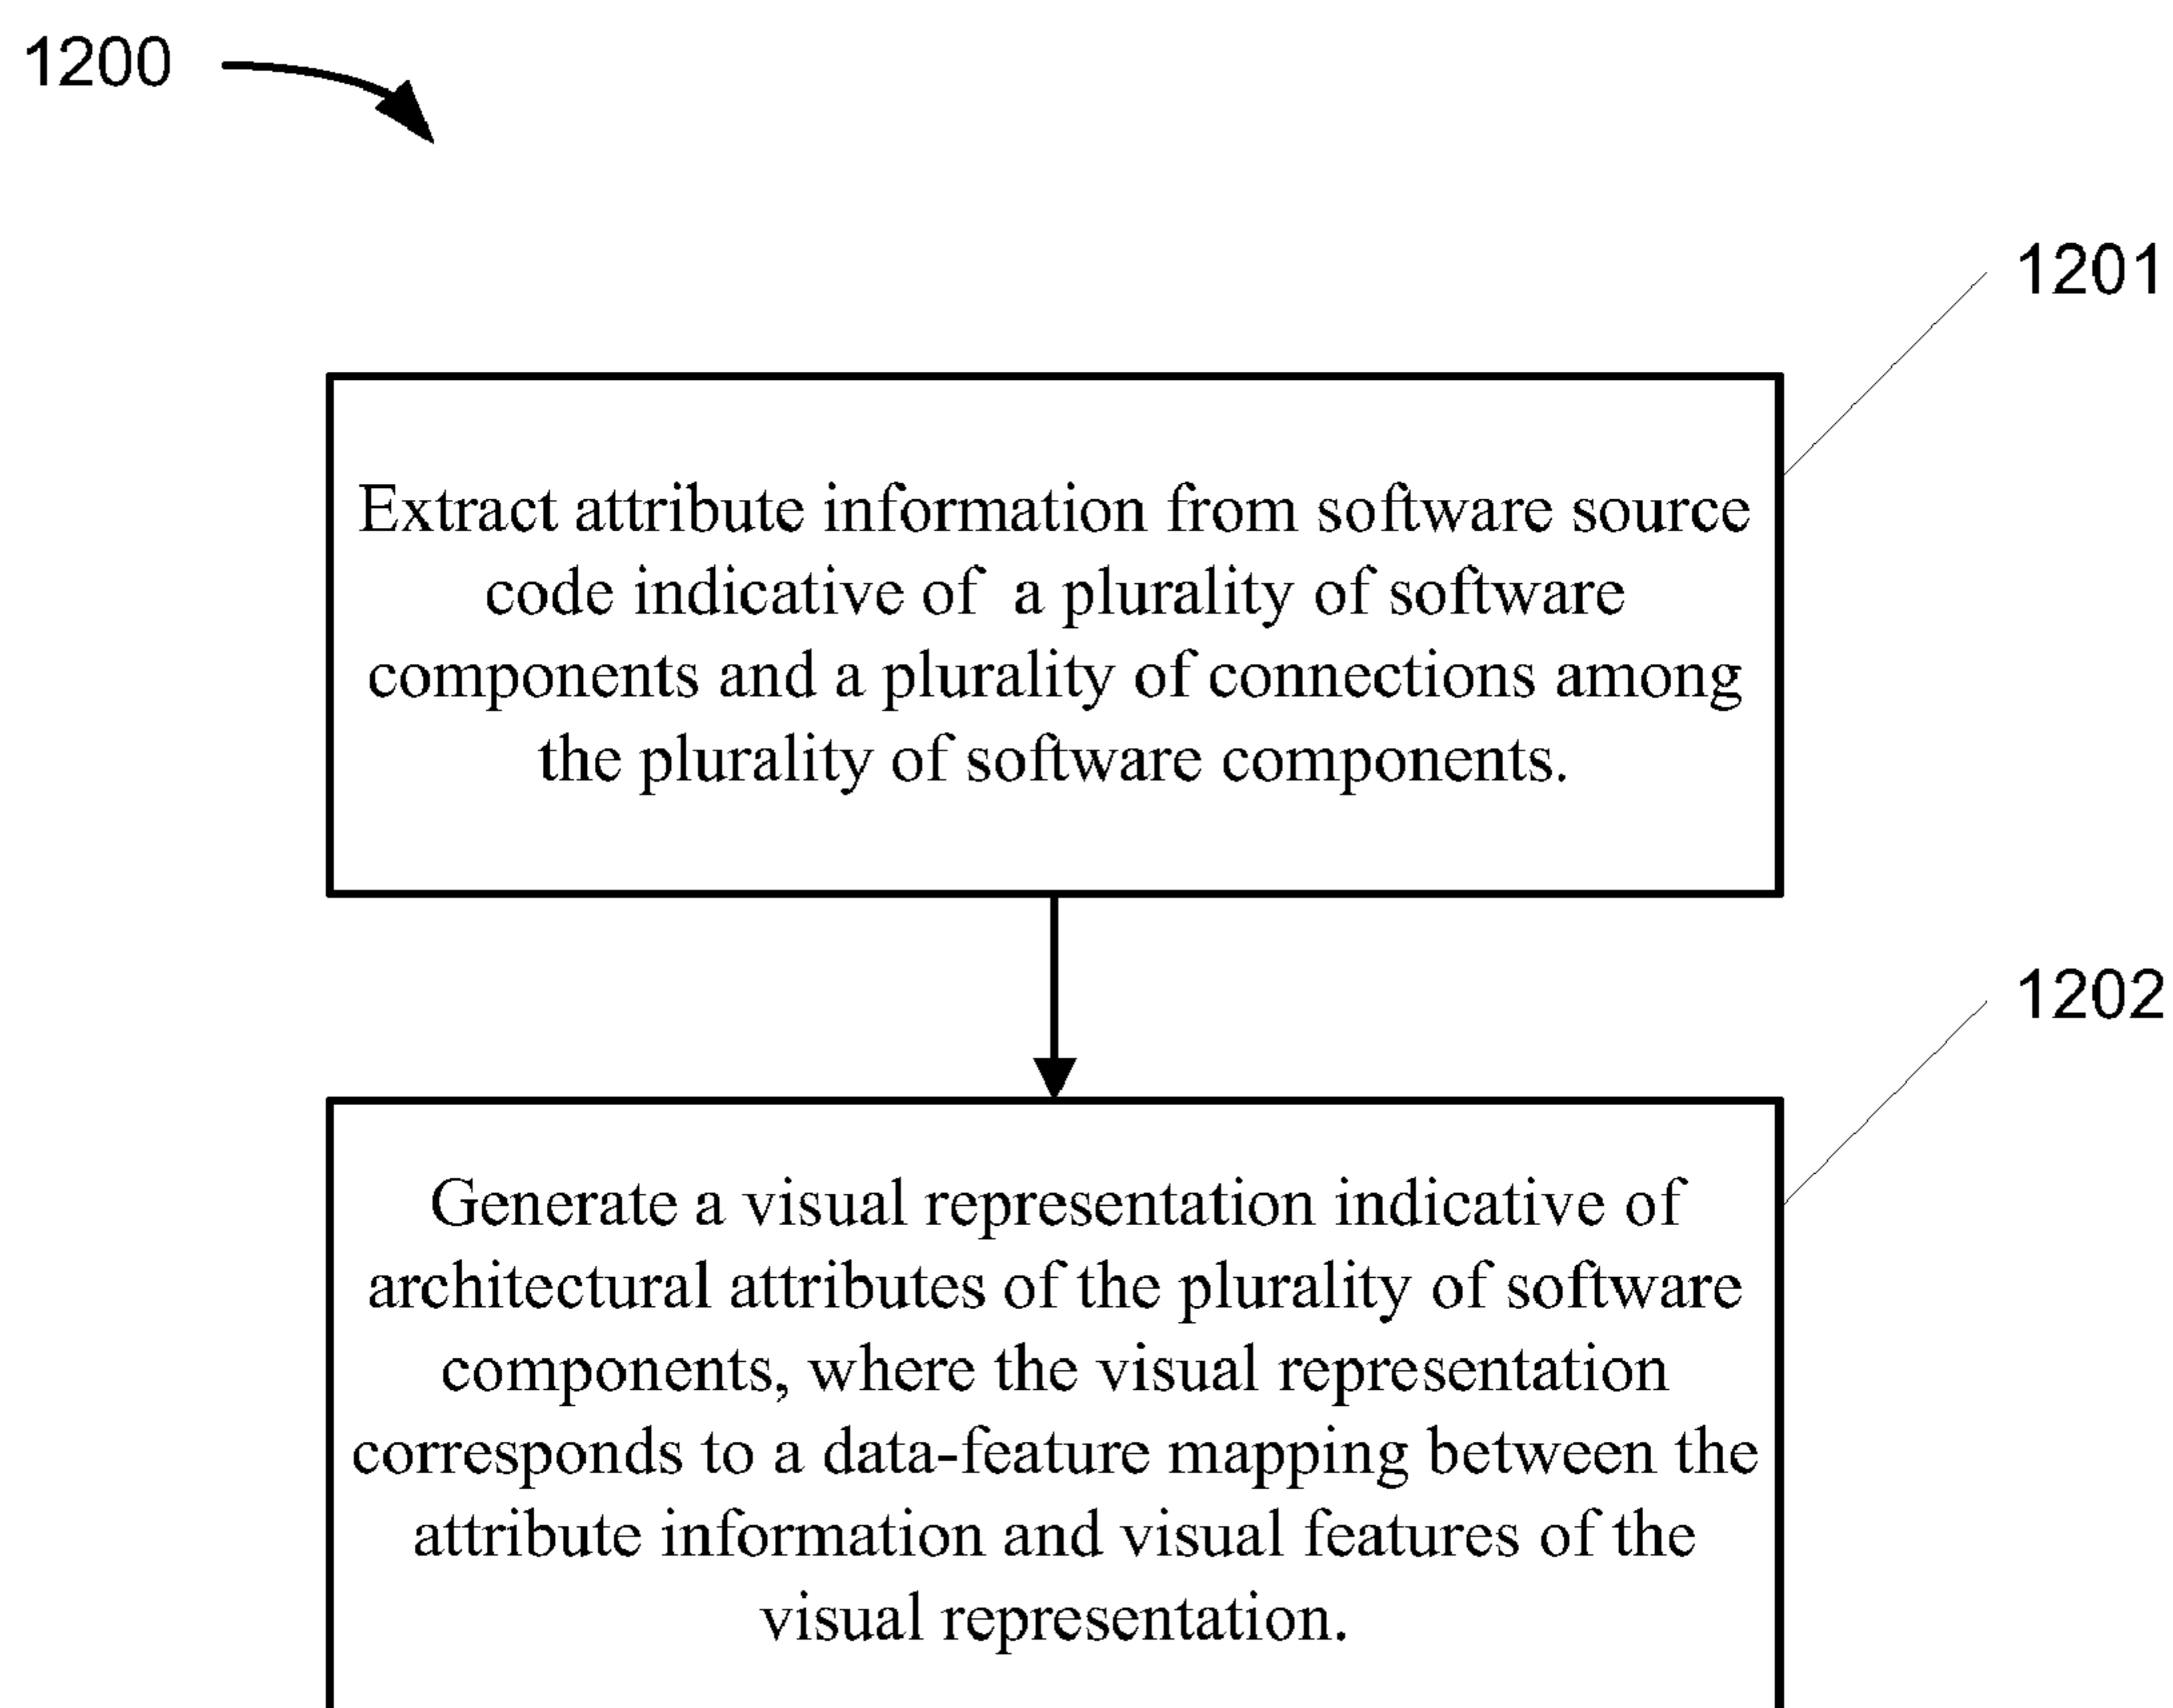 1200
1201
Extract attribute information from software source
code indicative of a plurality of software
components and a plurality of connections among
the plurality of software components.
1202
Generate a visual representation indicative of
architectural attributes of the plurality of software
components, where the visual representation
corresponds to a data-feature mapping between the
attribute information and visual features of the
visual representation.